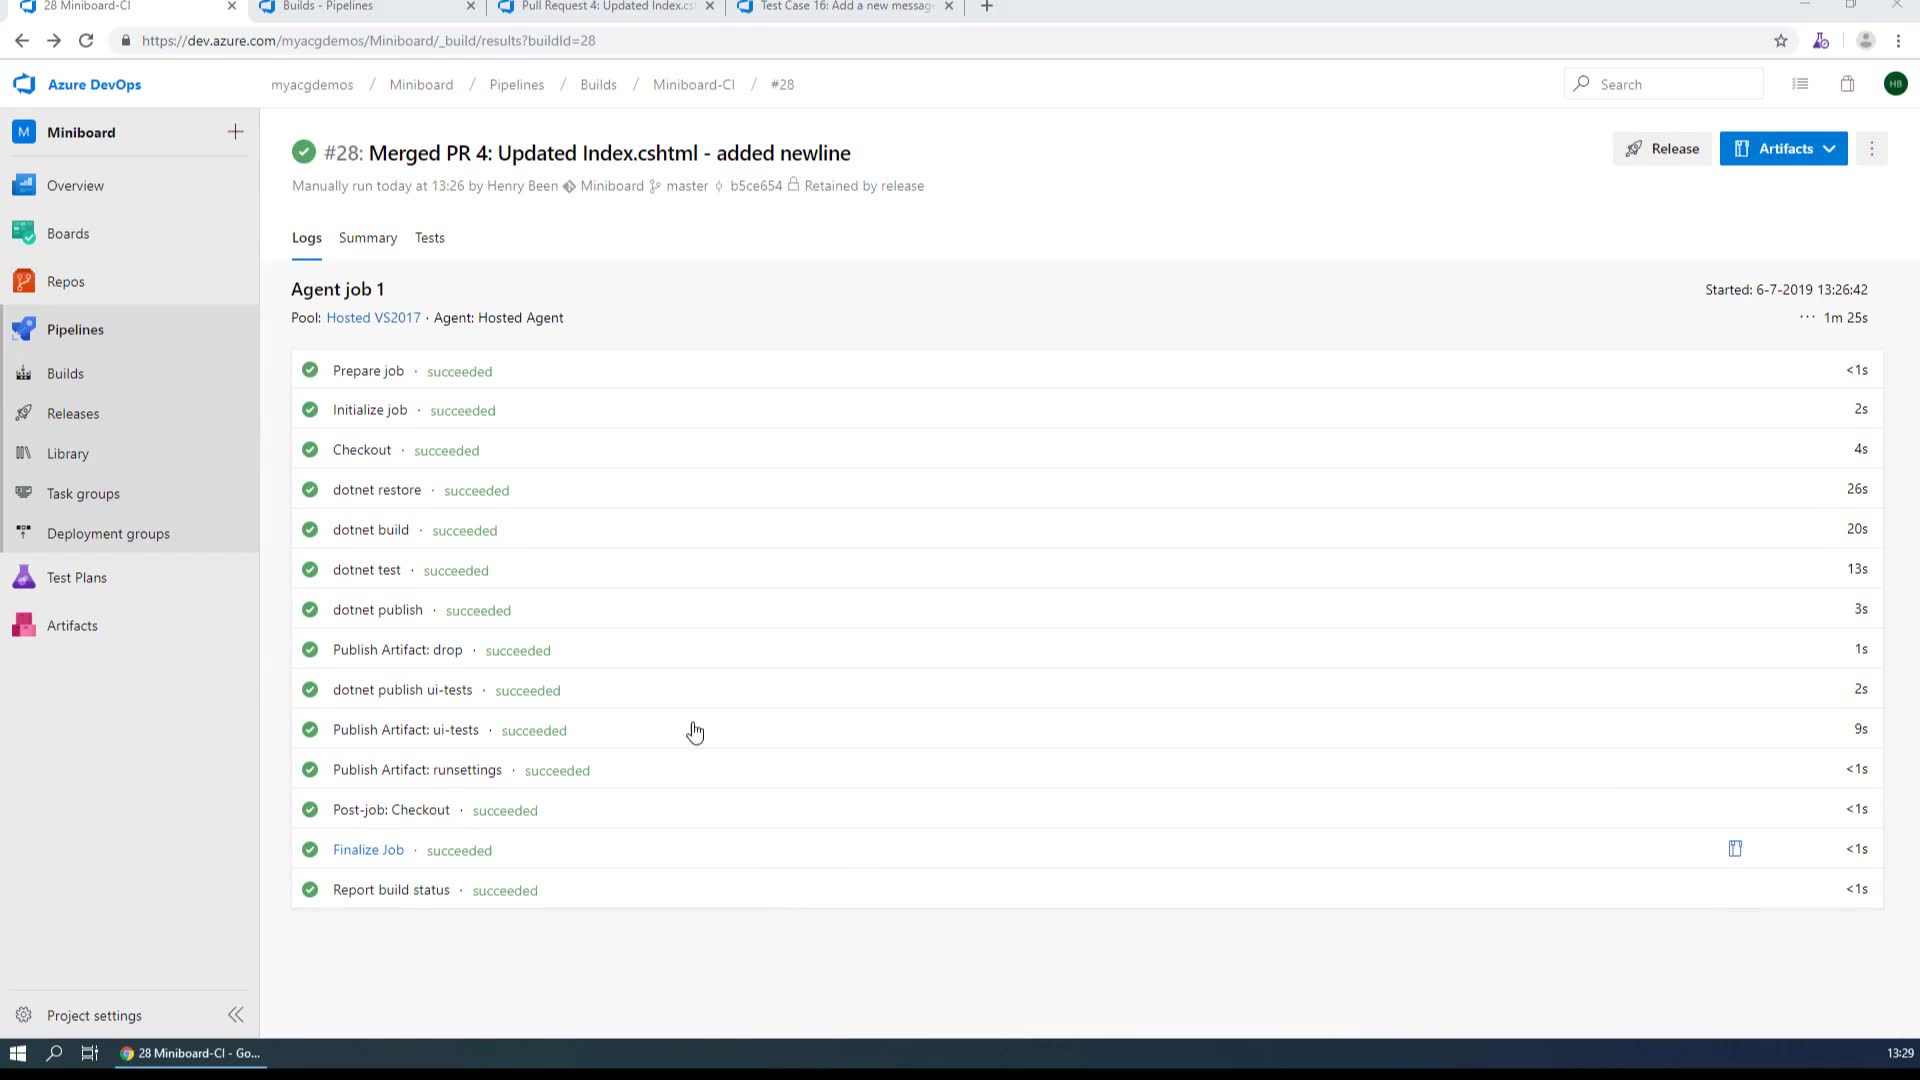 28 Miniboard-CI
Builds - Pipelines
Pull Request 4: Updated Index.cs
Test Case 16: Add a new message
https://dev.azure.com/myacgdemos/Miniboard/_build/results?buildId=28
Azure DevOps
myacgdemos / Miniboard / Pipelines / Builds / Miniboard-CI / #28
Search
HB
M Miniboard
Overview
Boards
Repos
Pipelines
Builds
Releases
Library
Task groups
Deployment groups
Test Plans
Artifacts
Project settings
#28: Merged PR 4: Updated Index.cshtml - added newline
Release
Artifacts
Manually run today at 13:26 by Henry Been Miniboard master b5ce654 Retained by release
Logs Summary Tests
Agent job 1
Started: 6-7-2019 13:26:42
Pool: Hosted VS2017 · Agent: Hosted Agent
··· 1m 25s
Prepare job · succeeded <1s
Initialize job · succeeded 2s
Checkout · succeeded 4s
dotnet restore · succeeded 26s
dotnet build · succeeded 20s
dotnet test · succeeded 13s
dotnet publish · succeeded 3s
Publish Artifact: drop · succeeded 1s
dotnet publish ui-tests · succeeded 2s
Publish Artifact: ui-tests · succeeded 9s
Publish Artifact: runsettings · succeeded <1s
Post-job: Checkout · succeeded <1s
Finalize Job · succeeded <1s
Report build status · succeeded <1s
28 Miniboard-CI - Go...
13:29